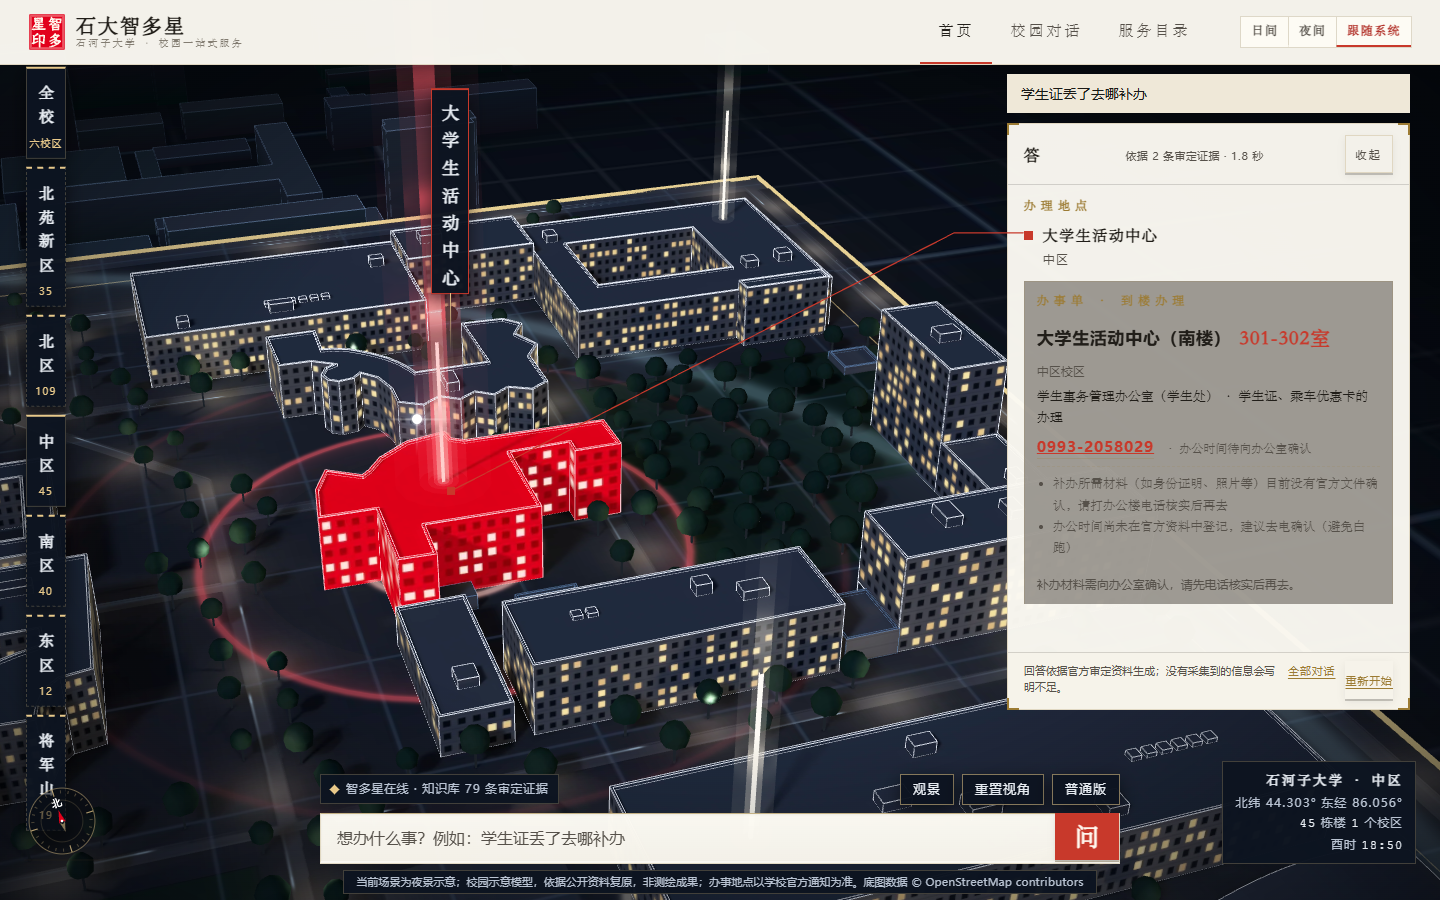 星智
印多
石大智多星
石河子大学 · 校园一站式服务
首页
校园对话
服务目录
日间
夜间
跟随系统
全校
六校区
北苑新区
35
北区
109
中区
45
南区
40
东区
12
将军山
19
北
大学生活动中心
学生证丢了去哪补办
答
依据 2 条审定证据 · 1.8 秒
收起
办理地点
大学生活动中心
中区
办事单 · 到楼办理
大学生活动中心（南楼） 301-302室
中区校区
学生事务管理办公室（学生处） · 学生证、乘车优惠卡的
办理
0993-2058029 · 办公时间待向办公室确认
补办所需材料（如身份证明、照片等）目前没有官方文件确
认，请打办公楼电话核实后再去
办公时间尚未在官方资料中登记，建议去电确认（避免白
跑）
补办材料需向办公室确认，请先电话核实后再去。
回答依据官方审定资料生成；没有采集到的信息会写
明不足。
全部对话
重新开始
智多星在线 · 知识库 79 条审定证据
观景
重置视角
普通版
想办什么事？例如：学生证丢了去哪补办
问
石河子大学 · 中区
北纬 44.303° 东经 86.056°
45 栋楼 1 个校区
酉时 18:50
当前场景为夜景示意；校园示意模型，依据公开资料复原，非测绘成果；办事地点以学校官方通知为准。底图数据 © OpenStreetMap contributors